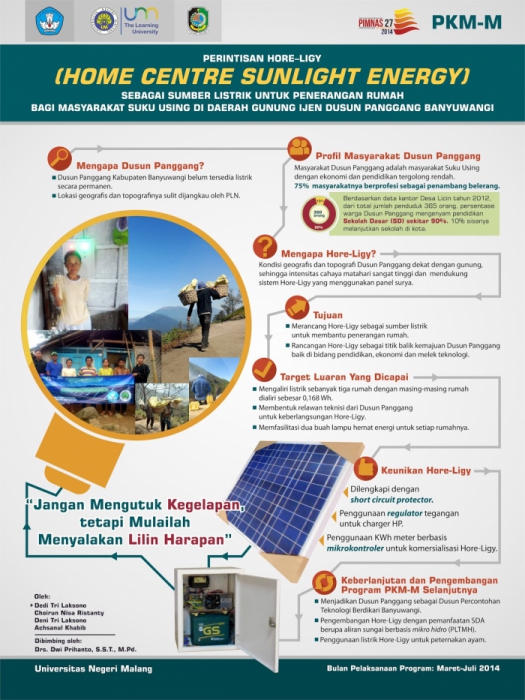 um The Learning University
PIMNAS 27
2014
PKM-M
PERINTISAN HORE-LIGY
(HOME CENTRE SUNLIGHT ENERGY)
SEBAGAI SUMBER LISTRIK UNTUK PENERANGAN RUMAH
BAGI MASYARAKAT SUKU USING DI DAERAH GUNUNG IJEN DUSUN PANGGANG BANYUWANGI
Mengapa Dusun Panggang?
Dusun Panggang Kabupaten Banyuwangi belum tersedia listrik
secara permanen.
Lokasi geografis dan topografinya sulit dijangkau oleh PLN.
Profil Masyarakat Dusun Panggang
Masyarakat Dusun Panggang adalah masyarakat Suku Using
dengan ekonomi dan pendidikan tergolong rendah.
75% masyarakatnya berprofesi sebagai penambang belerang.
Berdasarkan data kantor Desa Licin tahun 2012,
dari total jumlah penduduk 365 orang, persentase
warga Dusun Panggang mengenyam pendidikan
Sekolah Dasar (SD) sekitar 90%. 10% sisanya
melanjutkan sekolah di kota.
Mengapa Hore-Ligy?
Kondisi geografis dan topografi Dusun Panggang dekat dengan gunung,
sehingga intensitas cahaya matahari sangat tinggi dan mendukung
sistem Hore-Ligy yang menggunakan panel surya.
Tujuan
Merancang Hore-Ligy sebagai sumber listrik
untuk membantu penerangan rumah.
Rancangan Hore-Ligy sebagai titik balik kemajuan Dusun Panggang
baik di bidang pendidikan, ekonomi dan melek teknologi.
Target Luaran Yang Dicapai
Mengaliri listrik sebanyak tiga rumah dengan masing-masing rumah
dialiri sebesar 0,168 Wh.
Membentuk relawan teknisi dari Dusun Panggang
untuk keberlangsungan Hore-Ligy.
Memfasilitasi dua buah lampu hemat energi untuk setiap rumahnya.
Keunikan Hore-Ligy
Dilengkapi dengan
short circuit protector.
Penggunaan regulator tegangan
untuk charger HP.
Penggunaan KWh meter berbasis
mikrokontroler untuk komersialisasi Hore-Ligy.
"Jangan Mengutuk Kegelapan,
tetapi Mulailah
Menyalakan Lilin Harapan"
GS
Keberlanjutan dan Pengembangan
Program PKM-M Selanjutnya
Menjadikan Dusun Panggang sebagai Dusun Percontohan
Teknologi Berdikari Banyuwangi.
Pengembangan Hore-Ligy dengan pemanfaatan SDA
berupa aliran sungai berbasis mikro hidro (PLTMH).
Penggunaan listrik Hore-Ligy untuk peternakan ayam.
Oleh:
Dedi Tri Laksono
Choirun Nisa Ristanty
Deni Tri Laksono
Achsanal Khabib
Dibimbing oleh:
Drs. Dwi Prihanto, S.S.T., M.Pd.
Universitas Negeri Malang
Bulan Pelaksanaan Program: Maret-Juli 2014